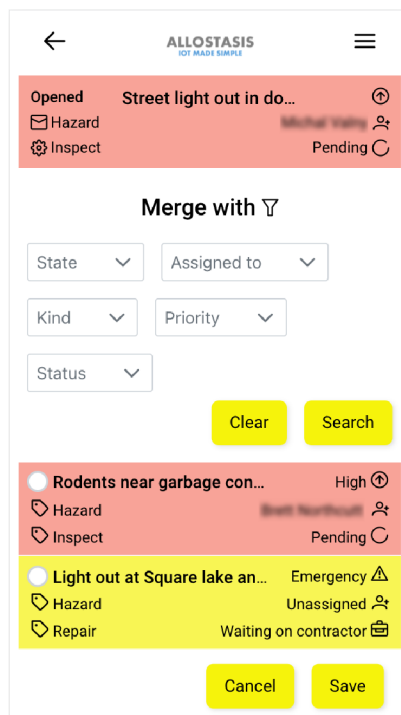 ALLOSTASIS
IOT MADE SIMPLE
Opened Street light out in do...
Hazard
Inspect Pending
Merge with
State Assigned to
Kind Priority
Status
Clear Search
Rodents near garbage con... High
Hazard
Inspect Pending
Light out at Square lake an... Emergency
Hazard Unassigned
Repair Waiting on contractor
Cancel Save